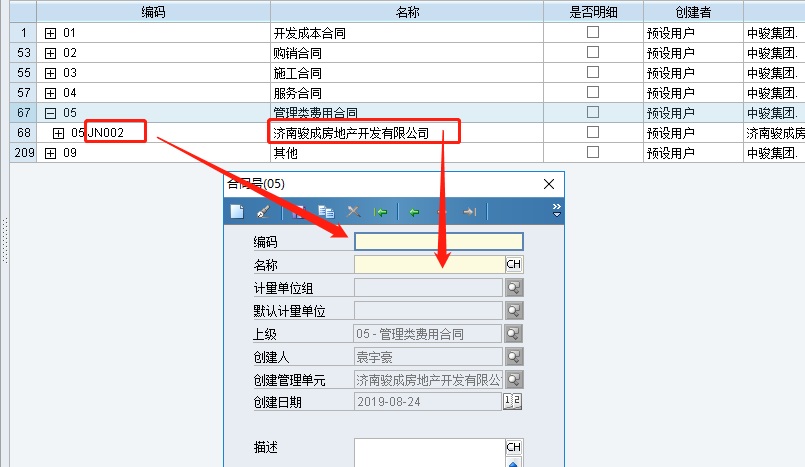 编码 名称 是否明细 创建者
1 01 开发成本合同 预设用户 中骏集团.
53 02 购销合同 预设用户 中骏集团.
55 03 施工合同 预设用户 中骏集团.
57 04 服务合同 预设用户 中骏集团.
67 05 管理类费用合同 预设用户 中骏集团.
68 05.JN002 济南骏成房地产开发有限公司 预设用户 济南骏成房
209 09 其他 预设用户 中骏集团.
合同号(05)
编码
名称 CH
计量单位组
默认计量单位
上级 05 - 管理类费用合同
创建人 袁宇豪
创建管理单元 济南骏成房地产开发有限公
创建日期 2019-08-24
描述 CH